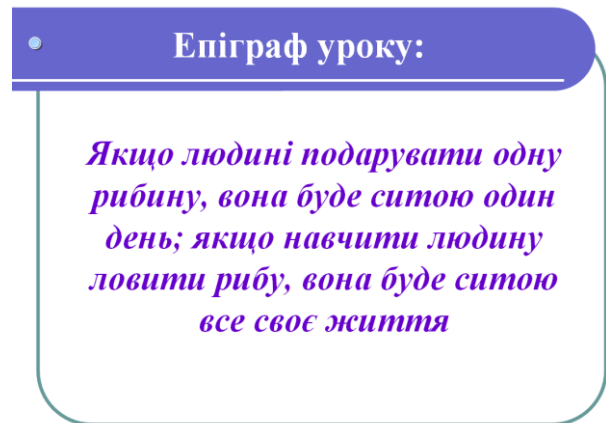 Епіграф уроку:
Якщо людині подарувати одну
рибину, вона буде ситою один
день; якщо навчити людину
ловити рибу, вона буде ситою
все своє життя